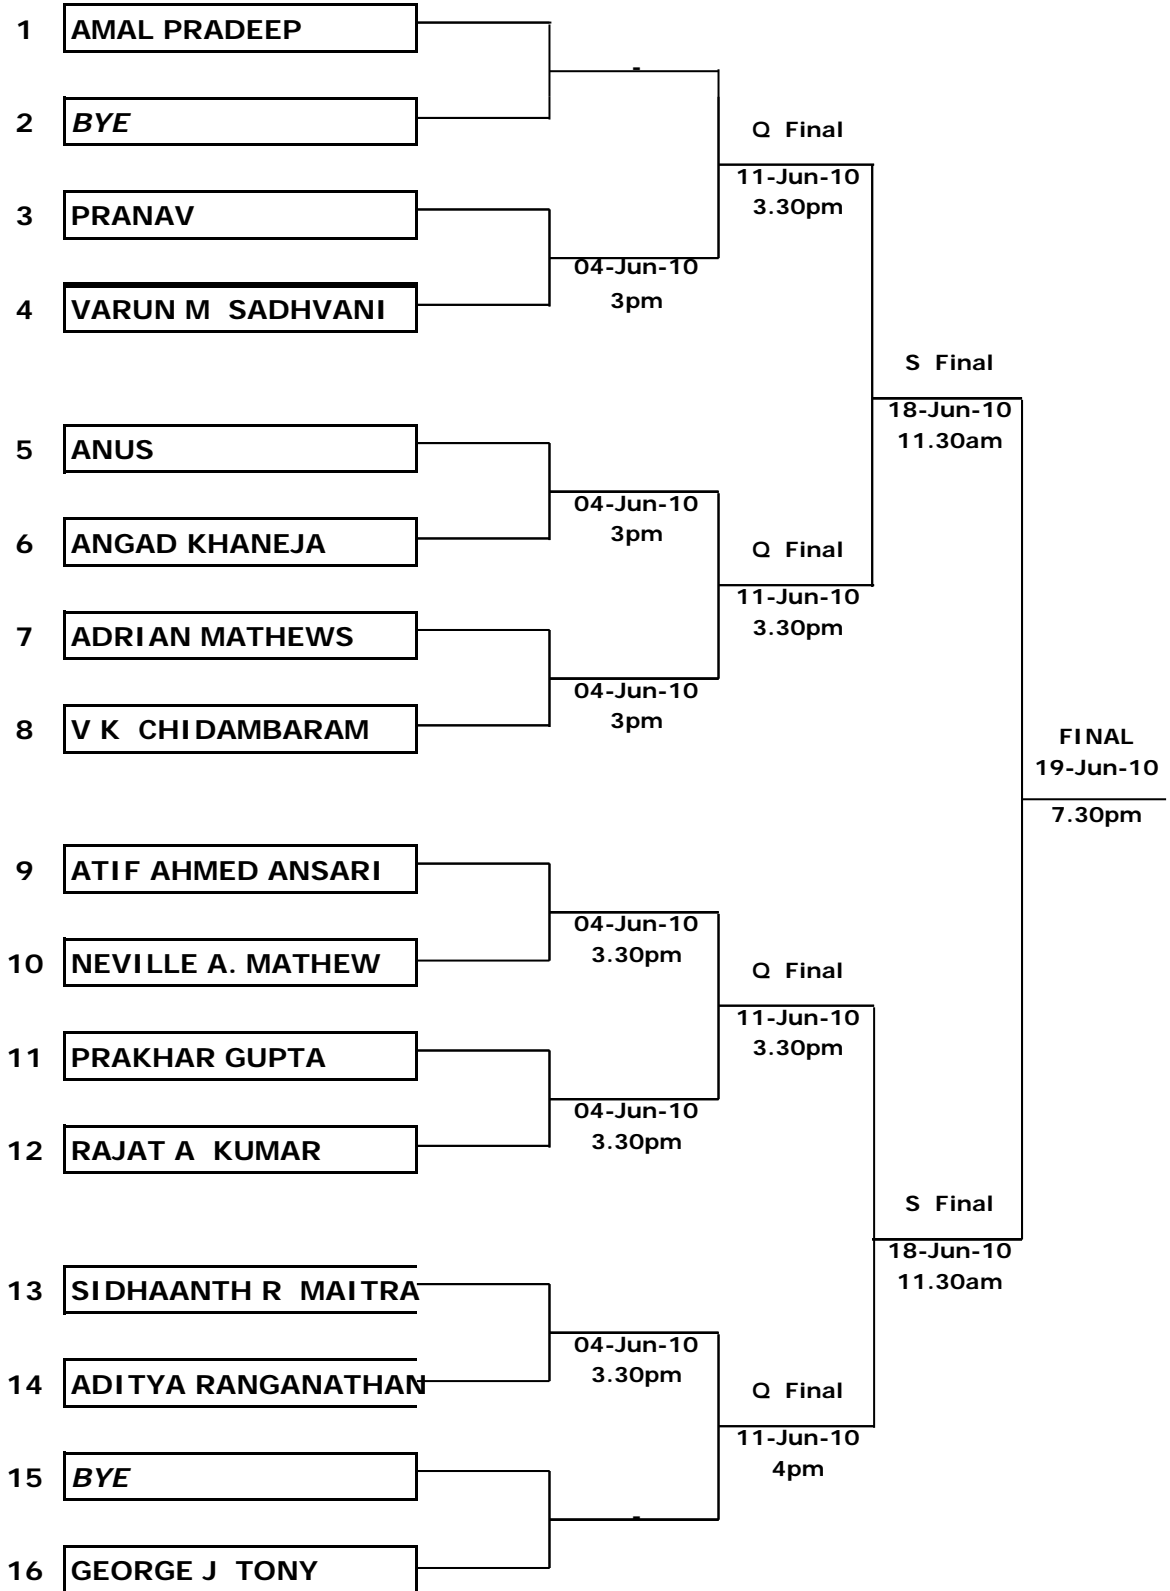 1 AMAL PRADEEP
-
2 BYE
Q Final
11-Jun-10
3.30pm
3 PRANAV
04-Jun-10
3pm
4 VARUN M SADHVANI
S Final
18-Jun-10
11.30am
5 ANUS
04-Jun-10
3pm
6 ANGAD KHANEJA
Q Final
11-Jun-10
3.30pm
7 ADRIAN MATHEWS
04-Jun-10
3pm
8 V K CHIDAMBARAM
FINAL
19-Jun-10
7.30pm
9 ATIF AHMED ANSARI
04-Jun-10
3.30pm
10 NEVILLE A. MATHEW
Q Final
11-Jun-10
3.30pm
11 PRAKHAR GUPTA
04-Jun-10
3.30pm
12 RAJAT A KUMAR
S Final
18-Jun-10
11.30am
13 SIDHAANTH R MAITRA
04-Jun-10
3.30pm
14 ADITYA RANGANATHAN
Q Final
11-Jun-10
4pm
15 BYE
-
16 GEORGE J TONY